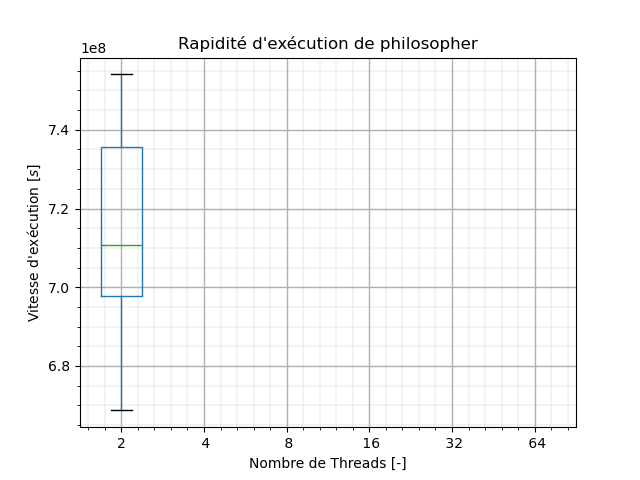 Rapidité d'exécution de philosopher
1e8
7.4
7.2
7.0
6.8
Vitesse d'exécution [s]
2 4 8 16 32 64
Nombre de Threads [-]